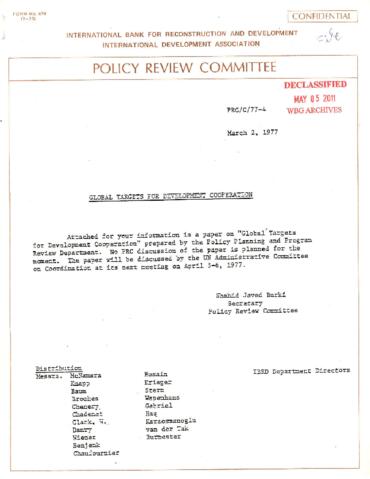 FORM NO. 674
CONFIDENTIAL
INTERNATIONAL BANK FOR RECONSTRUCTION AND DEVELOPMENT
INTERNATIONAL DEVELOPMENT ASSOCIATION
POLICY REVIEW COMMITTEE
DECLASSIFIED
MAY 05 2011
WBG ARCHIVES
PRC/C/77-4
March 2, 1977
GLOBAL TARGETS FOR DEVELOPMENT COOPERATION
Attached for your information is a paper on "Global Targets
for Development Cooperation" prepared by the Policy Planning and Program
Review Department. No PRC discussion of the paper is planned for the
moment. The paper will be discussed by the UN Administrative Committee
on Coordination at its next meeting on April 5-6, 1977.
Shahid Javed Burki
Secretary
Policy Review Committee
Distribution
Messrs. McNamara
Knapp
Baum
Broches
Chenery
Chadenet
Clark, W.
Damry
Wiener
Benjenk
Chaufournier
Husain
Krieger
Stern
Wapenhans
Gabriel
Haq
Karaosmanoglu
van der Tak
Burmester
IBRD Department Directors